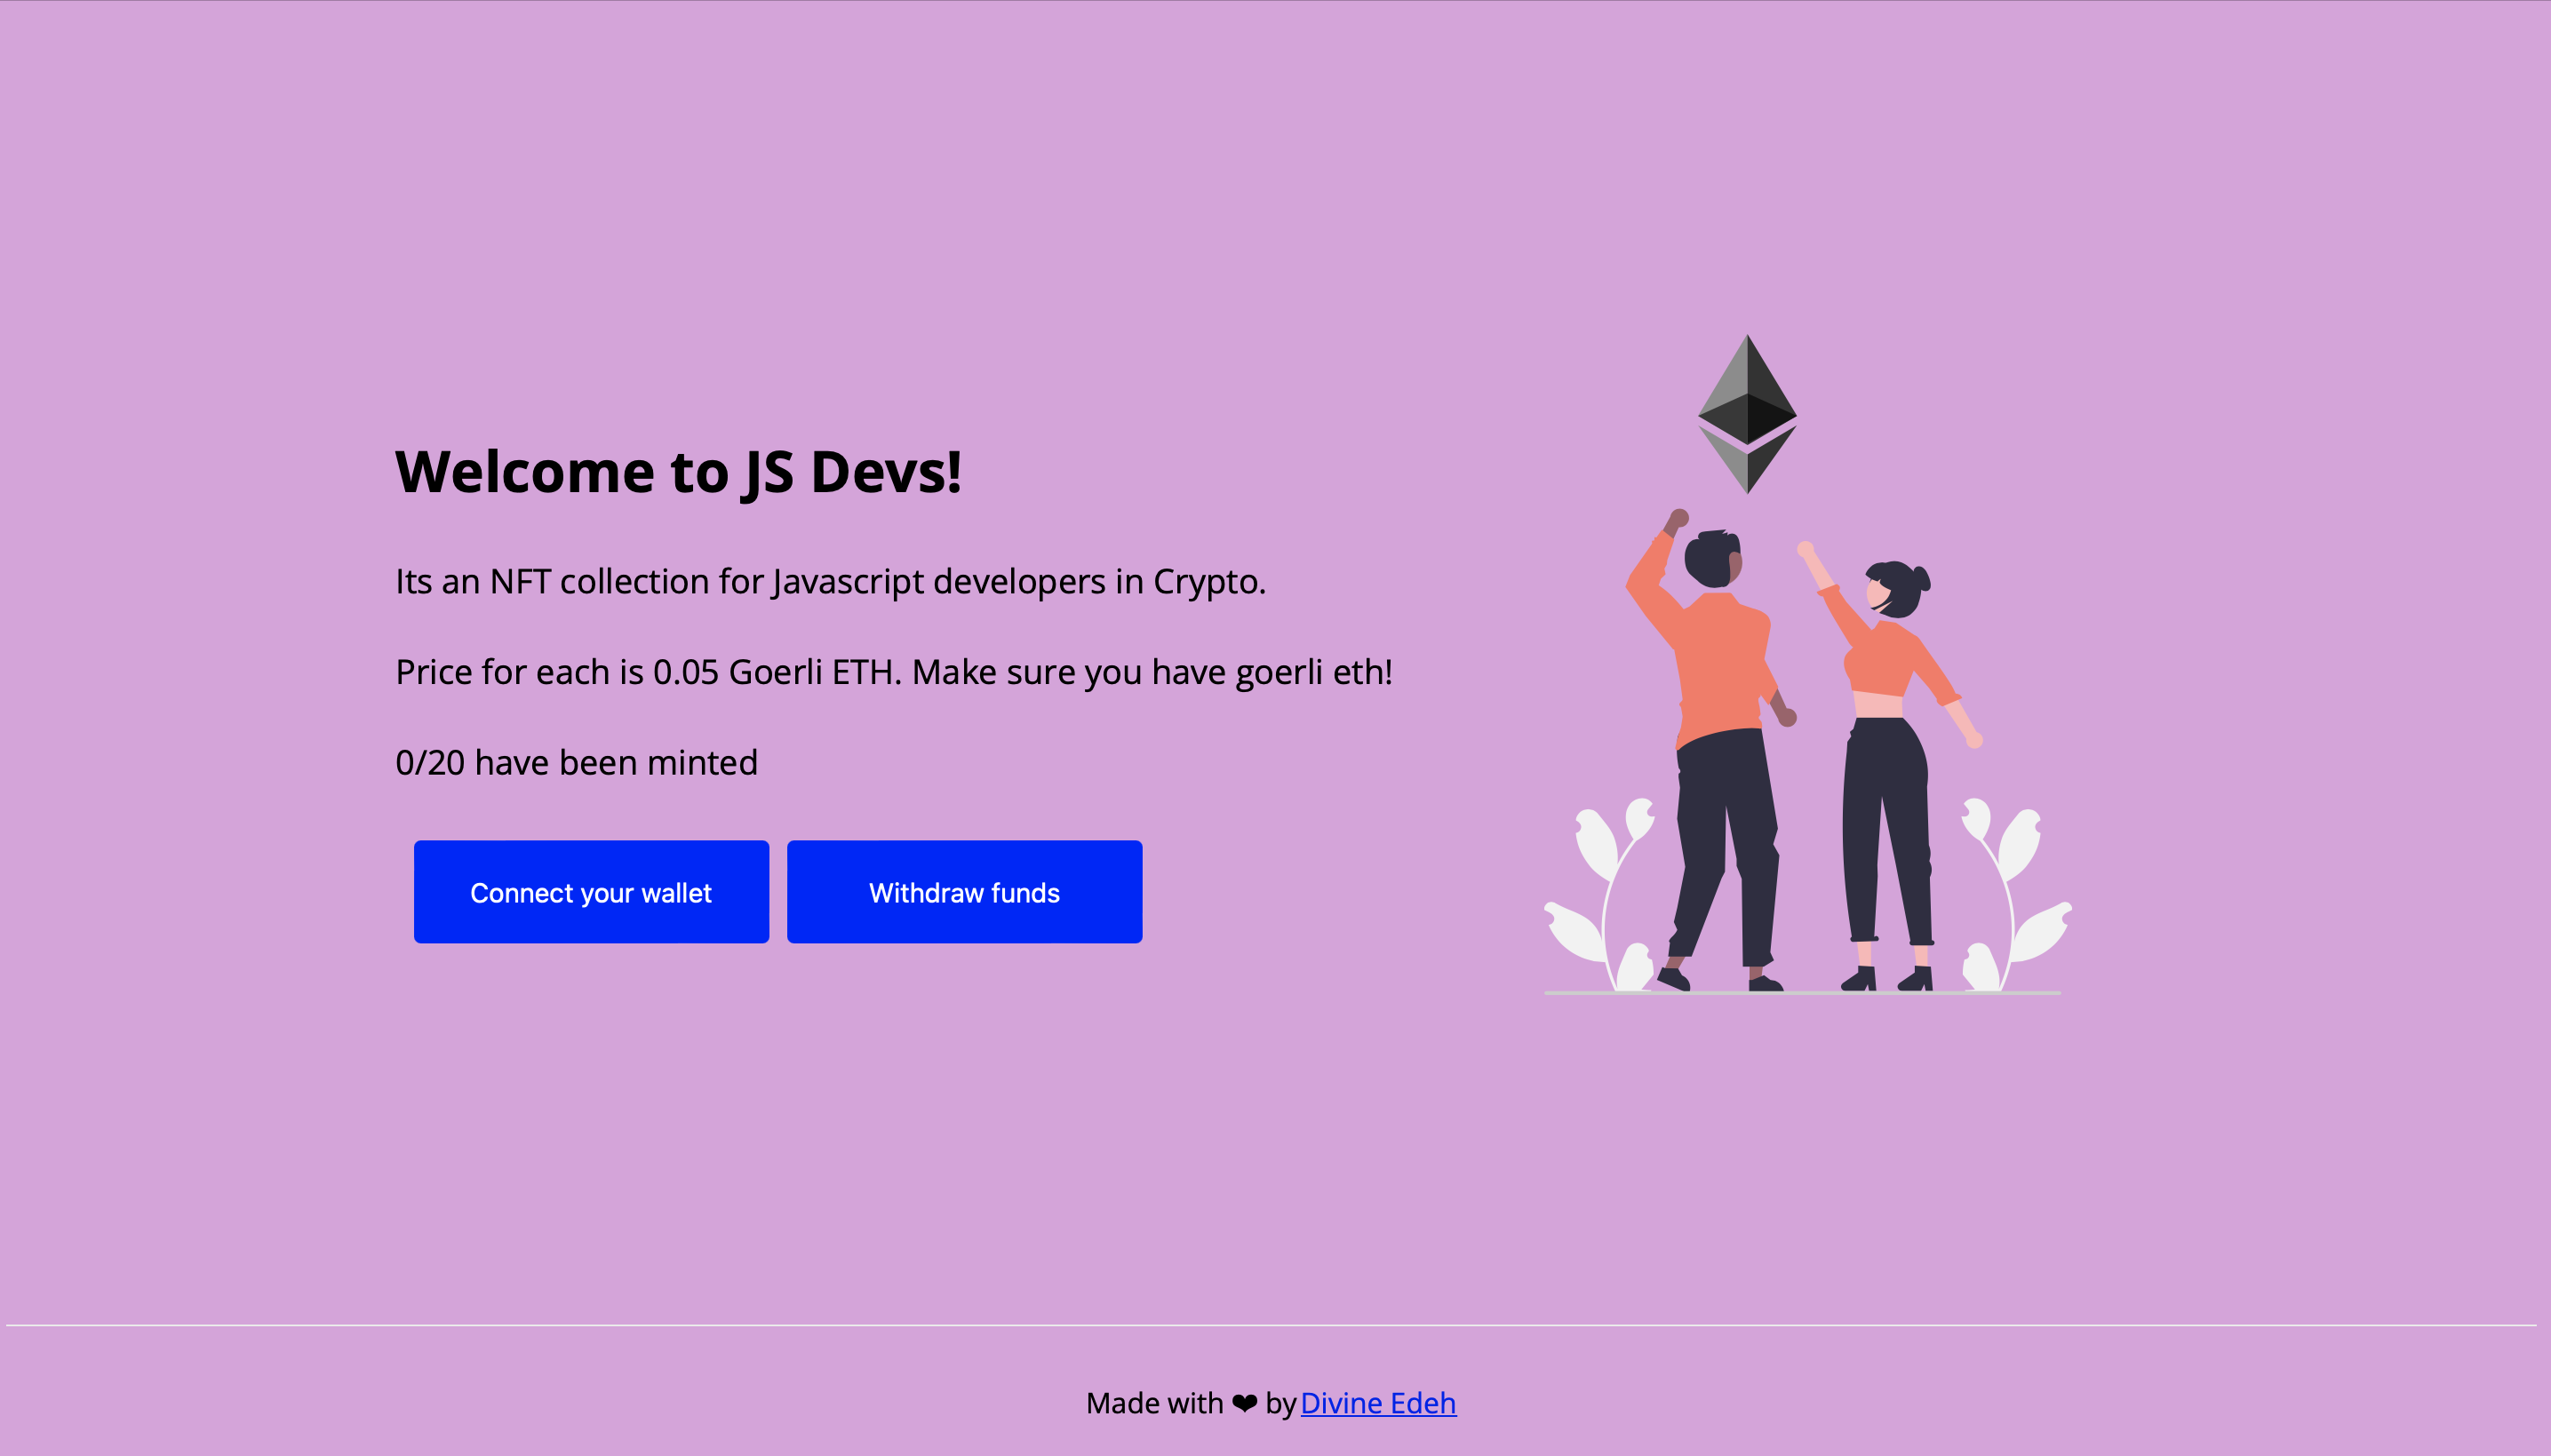 Welcome to JS Devs!
Its an NFT collection for Javascript developers in Crypto.
Price for each is 0.05 Goerli ETH. Make sure you have goerli eth!
0/20 have been minted
Connect your wallet
Withdraw funds
Made with ❤ by Divine Edeh